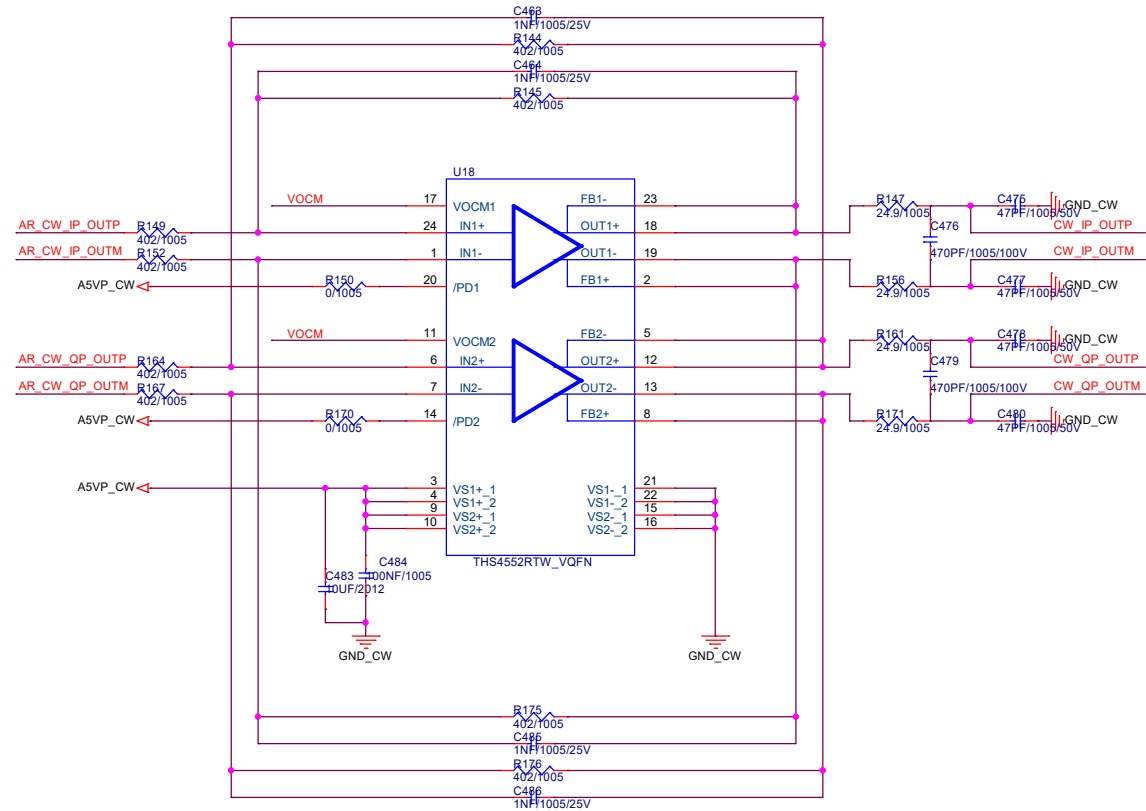 C463
1NF/1005/25V
R144
402/1005
C464
1NF/1005/25V
R145
402/1005
U18
VOCM
17
VOCM1
FB1-
23
R147
24.9/1005
C475
47PF/1005/50V
GND_CW
AR_CW_IP_OUTP
R149
402/1005
24
IN1+
OUT1+
18
C476
470PF/1005/100V
CW_IP_OUTP
AR_CW_IP_OUTM
R152
402/1005
1
IN1-
OUT1-
19
CW_IP_OUTM
A5VP_CW
R150
0/1005
20
/PD1
FB1+
2
R156
24.9/1005
C477
47PF/1005/50V
GND_CW
VOCM
11
VOCM2
FB2-
5
R161
24.9/1005
C478
47PF/1005/50V
GND_CW
AR_CW_QP_OUTP
R164
402/1005
6
IN2+
OUT2+
12
C479
470PF/1005/100V
CW_QP_OUTP
AR_CW_QP_OUTM
R167
402/1005
7
IN2-
OUT2-
13
CW_QP_OUTM
A5VP_CW
R170
0/1005
14
/PD2
FB2+
8
R171
24.9/1005
C480
47PF/1005/50V
GND_CW
A5VP_CW
3
VS1+_1
VS1-_1
21
4
VS1+_2
VS1-_2
22
9
VS2+_1
VS2-_1
15
10
VS2+_2
VS2-_2
16
THS4552RTW_VQFN
C484
100NF/1005
C483
10UF/2012
GND_CW
GND_CW
R175
402/1005
C485
1NF/1005/25V
R176
402/1005
C486
1NF/1005/25V